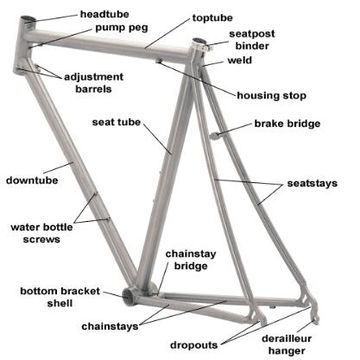 headtube
pump peg
toptube
seatpost
binder
weld
adjustment
barrels
housing stop
seat tube
brake bridge
downtube
seatstays
water bottle
screws
chainstay
bridge
bottom bracket
shell
chainstays
dropouts
derailleur
hanger